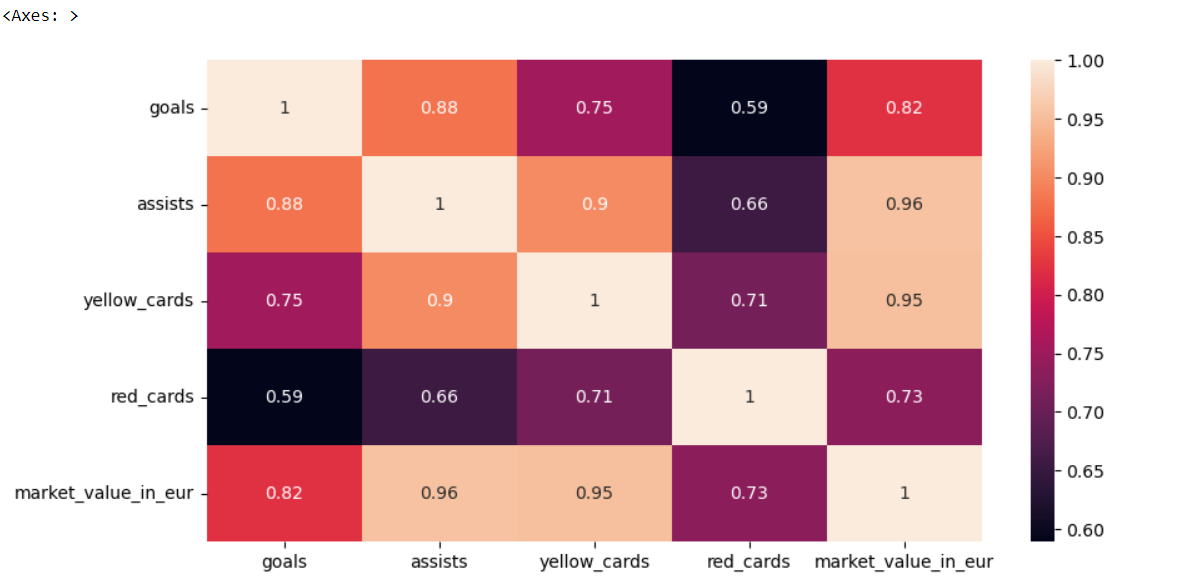 <Axes: >
1.00
goals 1 0.88 0.75 0.59 0.82
0.95
assists 0.88 1 0.9 0.66 0.96
0.90
0.85
yellow_cards 0.75 0.9 1 0.71 0.95
0.80
0.75
red_cards 0.59 0.66 0.71 1 0.73
0.70
0.65
market_value_in_eur 0.82 0.96 0.95 0.73 1
0.60
goals assists yellow_cards red_cards market_value_in_eur